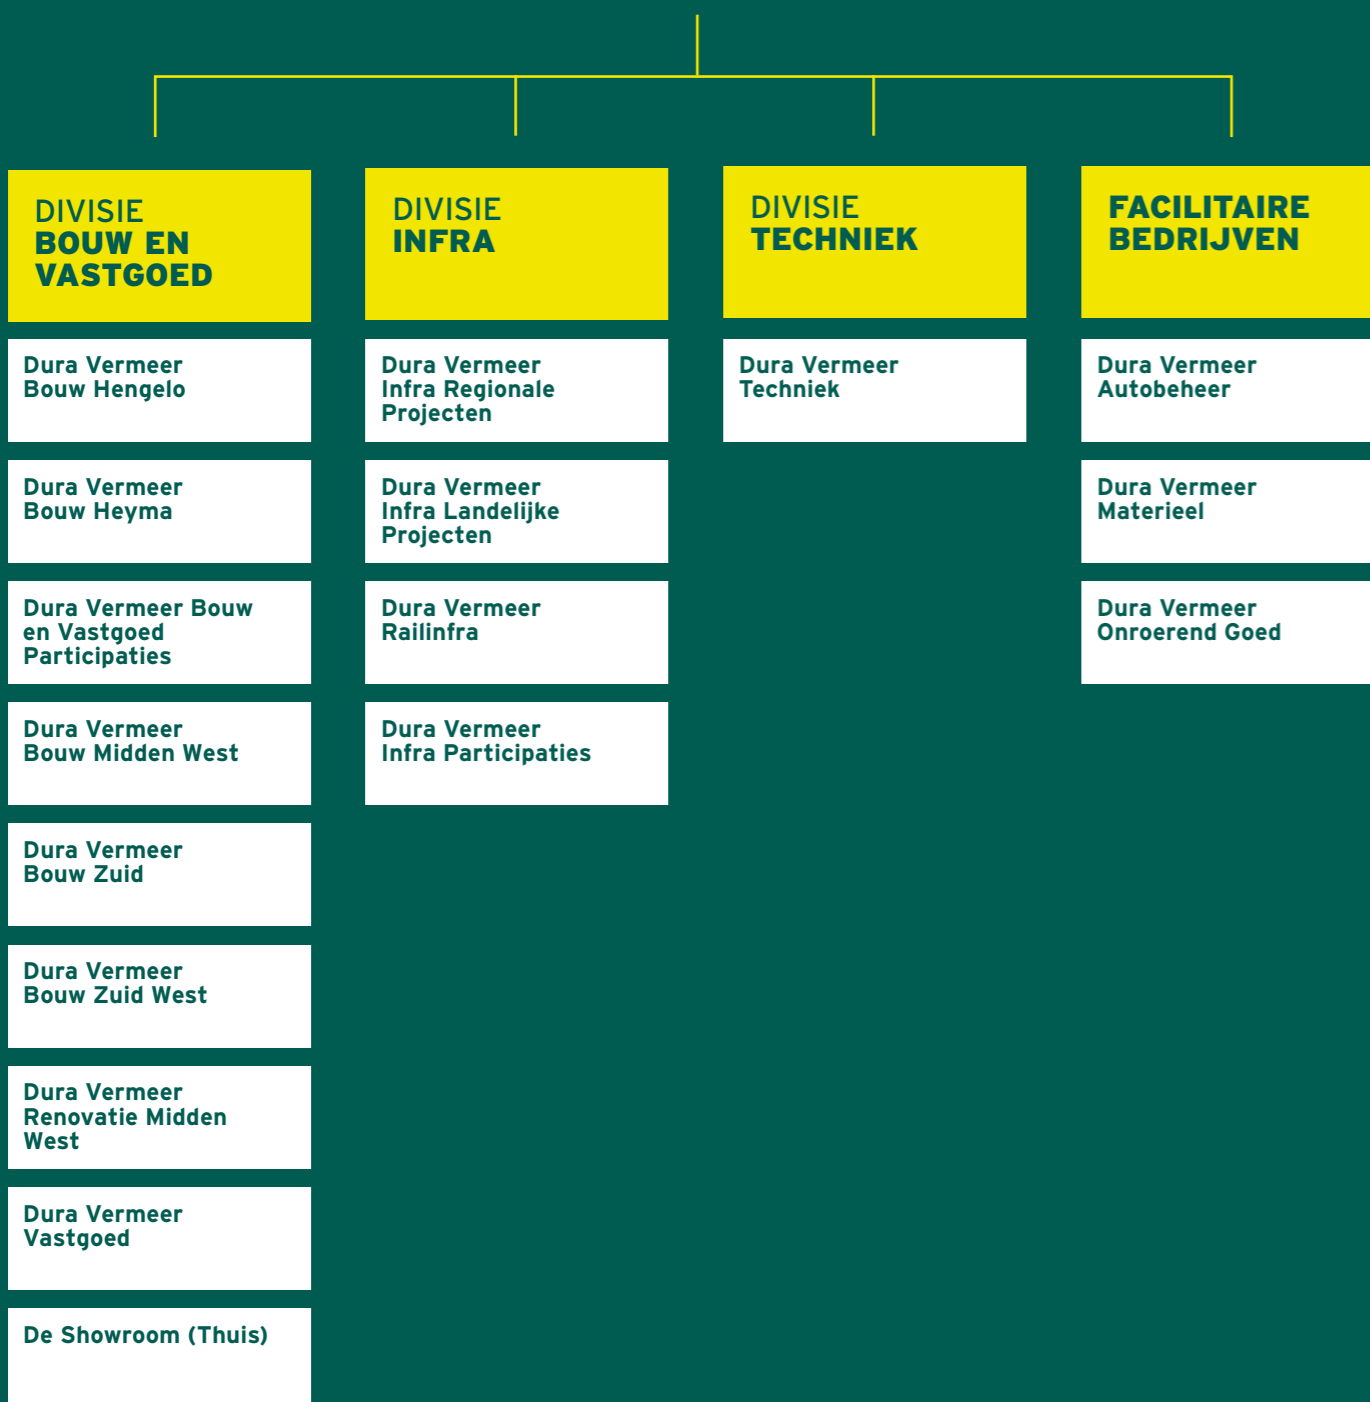 DIVISIE
BOUW EN
VASTGOED
Dura Vermeer
Bouw Hengelo
Dura Vermeer
Bouw Heyma
Dura Vermeer Bouw
en Vastgoed
Participaties
Dura Vermeer
Bouw Midden West
Dura Vermeer
Bouw Zuid
Dura Vermeer
Bouw Zuid West
Dura Vermeer
Renovatie Midden
West
Dura Vermeer
Vastgoed
De Showroom (Thuis)
DIVISIE
INFRA
Dura Vermeer
Infra Regionale
Projecten
Dura Vermeer
Infra Landelijke
Projecten
Dura Vermeer
Railinfra
Dura Vermeer
Infra Participaties
DIVISIE
TECHNIEK
Dura Vermeer
Techniek
FACILITAIRE
BEDRIJVEN
Dura Vermeer
Autobeheer
Dura Vermeer
Materieel
Dura Vermeer
Onroerend Goed